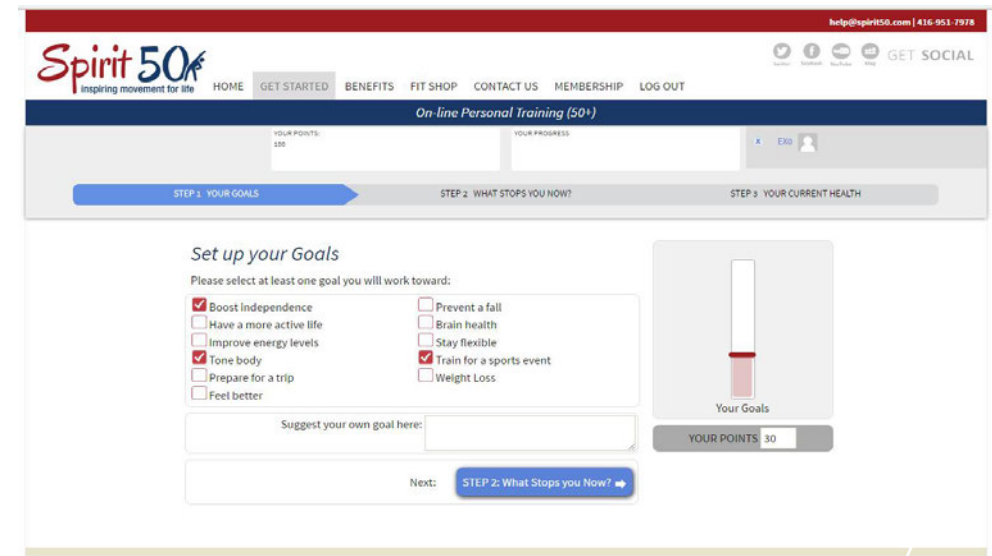 help@spirit50.com | 416-951-7978
Spirit 50
inspiring movement for life
HOME GET STARTED BENEFITS FIT SHOP CONTACT US MEMBERSHIP LOG OUT
twitter facebook YouTube blog GET SOCIAL
On-line Personal Training (50+)
YOUR POINTS:
YOUR PROGRESS
X EX0
STEP 1 YOUR GOALS STEP 2 WHAT STOPS YOU NOW? STEP 3 YOUR CURRENT HEALTH
Set up your Goals
Please select at least one goal you will work toward:
Boost Independence
Have a more active life
Improve energy levels
Tone body
Prepare for a trip
Feel better
Prevent a fall
Brain health
Stay flexible
Train for a sports event
Weight Loss
Suggest your own goal here:
Next: STEP 2: What Stops you Now?
Your Goals
YOUR POINTS 30